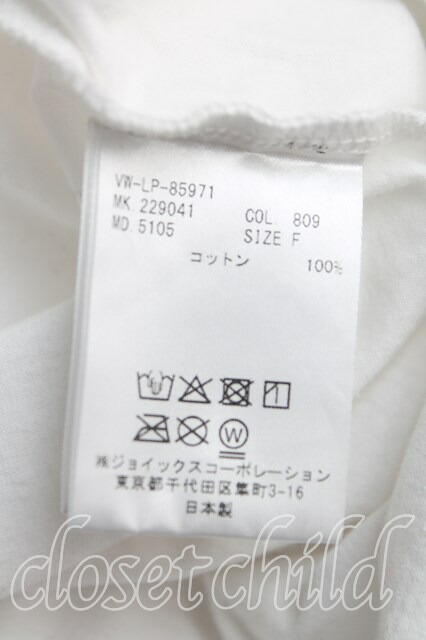 VW-LP-85971
MK. 229041 COL. 809
MD. 5105 SIZE F
コットン 100%
W
㈱ジョイックスコーポレーション
東京都千代田区隼町3-16
日本製
closetchild